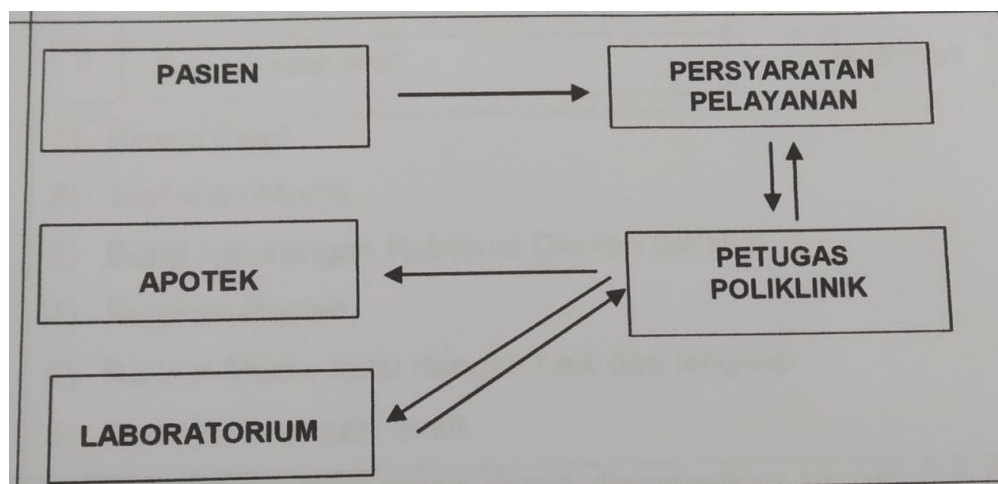 PASIEN
PERSYARATAN
PELAYANAN
APOTEK
PETUGAS
POLIKLINIK
LABORATORIUM